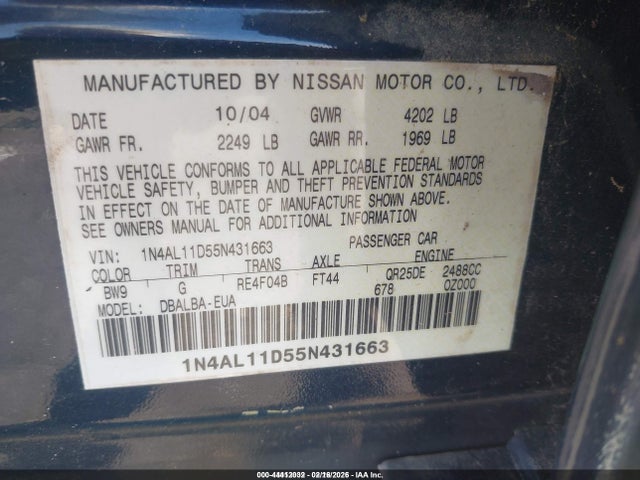 MANUFACTURED BY NISSAN MOTOR CO., LTD.
DATE 10/04 GVWR 4202 LB
GAWR FR. 2249 LB GAWR RR. 1969 LB
THIS VEHICLE CONFORMS TO ALL APPLICABLE FEDERAL MOTOR
VEHICLE SAFETY, BUMPER AND THEFT PREVENTION STANDARDS
IN EFFECT ON THE DATE OF MANUFACTURE SHOWN ABOVE.
SEE OWNERS MANUAL FOR ADDITIONAL INFORMATION
VIN: 1N4AL11D55N431663 PASSENGER CAR
COLOR TRIM TRANS AXLE ENGINE
BW9 G RE4F04B FT44 QR25DE 2488CC
MODEL: DBALBA-EUA 678 0Z000
1N4AL11D55N431663
000-44412032 - 02/16/2026 - IAA Inc.